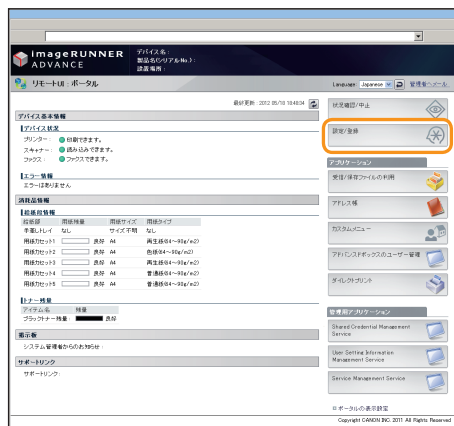 imageRUNNER
ADVANCE
デバイス名 :
製品名(シリアルNo.) :
設置場所 :
リモートUI : ポータル
Language: Japanese
管理者へメール
最終更新 : 2012 05/18 18:48:34
デバイス基本情報
デバイス状況
プリンター : 印刷できます。
スキャナー : 読み込みできます。
ファクス : ファクスできます。
エラー情報
エラーはありません
消耗品情報
給紙段情報
給紙部 用紙残量 用紙サイズ 用紙タイプ
手差しトレイ なし サイズ不明 なし
用紙カセット1 良好 A4 再生紙(64~90g/m2)
用紙カセット2 良好 A4 色紙(64~90g/m2)
用紙カセット3 良好 A4 再生紙(64~90g/m2)
用紙カセット4 良好 A4 普通紙(64~90g/m2)
用紙カセット5 良好 A4 普通紙(64~90g/m2)
トナー残量
アイテム名 残量
ブラックトナー残量 : 良好
掲示板
システム管理者からのお知らせ :
サポートリンク
サポートリンク:
状況確認/中止
設定/登録
アプリケーション
受信/保存ファイルの利用
アドレス帳
カスタムメニュー
アドバンスドボックスのユーザー管理
ダイレクトプリント
管理用アプリケーション
Shared Credential Management
Service
User Setting Information
Management Service
Service Management Service
ポータルの表示設定
Copyright CANON INC. 2011 All Rights Reserved